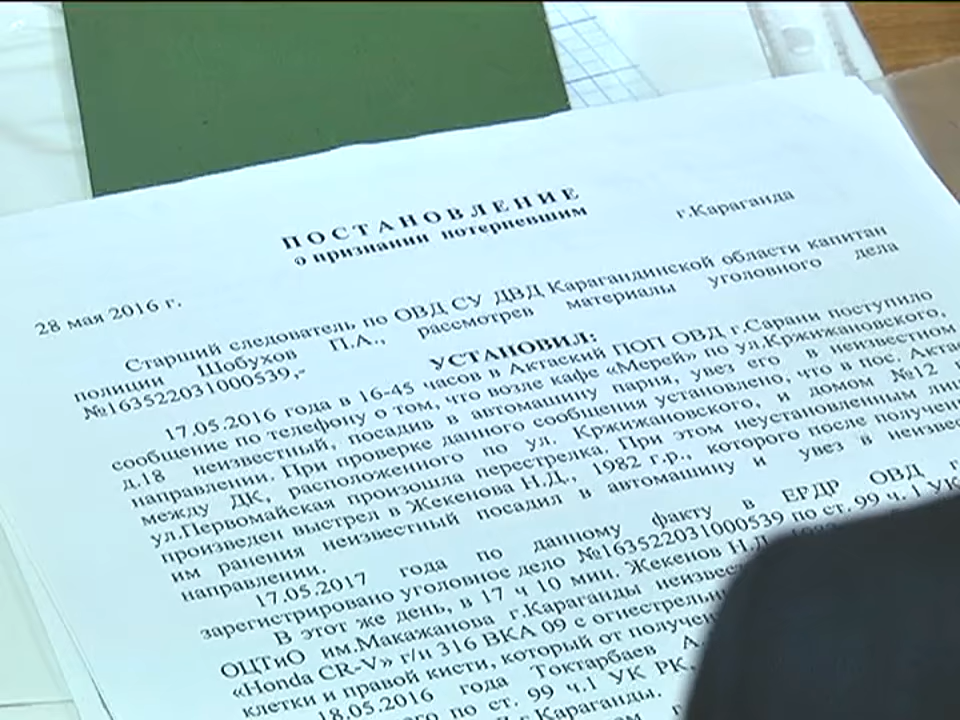 ПОСТАНОВЛЕНИЕ
о признании потерпевшим
г.Караганда
28 мая 2016 г.
Старший следователь по ОВД СУ ДВД Карагандинской области капитан
полиции Шобухов П.А., рассмотрев материалы уголовного дела
№163522031000539,-
УСТАНОВИЛ:
17.05.2016 года в 16-45 часов в Актаский ПОП ОВД г.Сарани поступило
сообщение по телефону о том, что возле кафе «Мерей» по ул.Кржижановского,
д.18 неизвестный, посадив в автомашину парня, увез его в неизвестном
направлении. При проверке данного сообщения установлено, что в пос. Актас
между ДК, расположенного по ул. Кржижановского, и домом №12
ул.Первомайская произошла перестрелка. При этом неустановленным
произведен выстрел в Жекенова Н.Д., 1982 г.р., которого после
им ранения неизвестный посадил в автомашину и увез в
направлении.
17.05.2017 года по данному факту в ЕРДР ОВД
зарегистрировано уголовное дело №163522031000539 по ст. 99 ч.1 УК
В этот же день, в 17 ч 10 мин. Жекенов Н.Д.
ОЦТиО им.Макажанова г.Караганды
«Honda CR-V» г/н 316 ВКА 09 с
клетки и правой кисти, который от
18.05.2016 года Токтарбаев А.
по ст. 99 ч.1 УК РК,
г.Караганды.